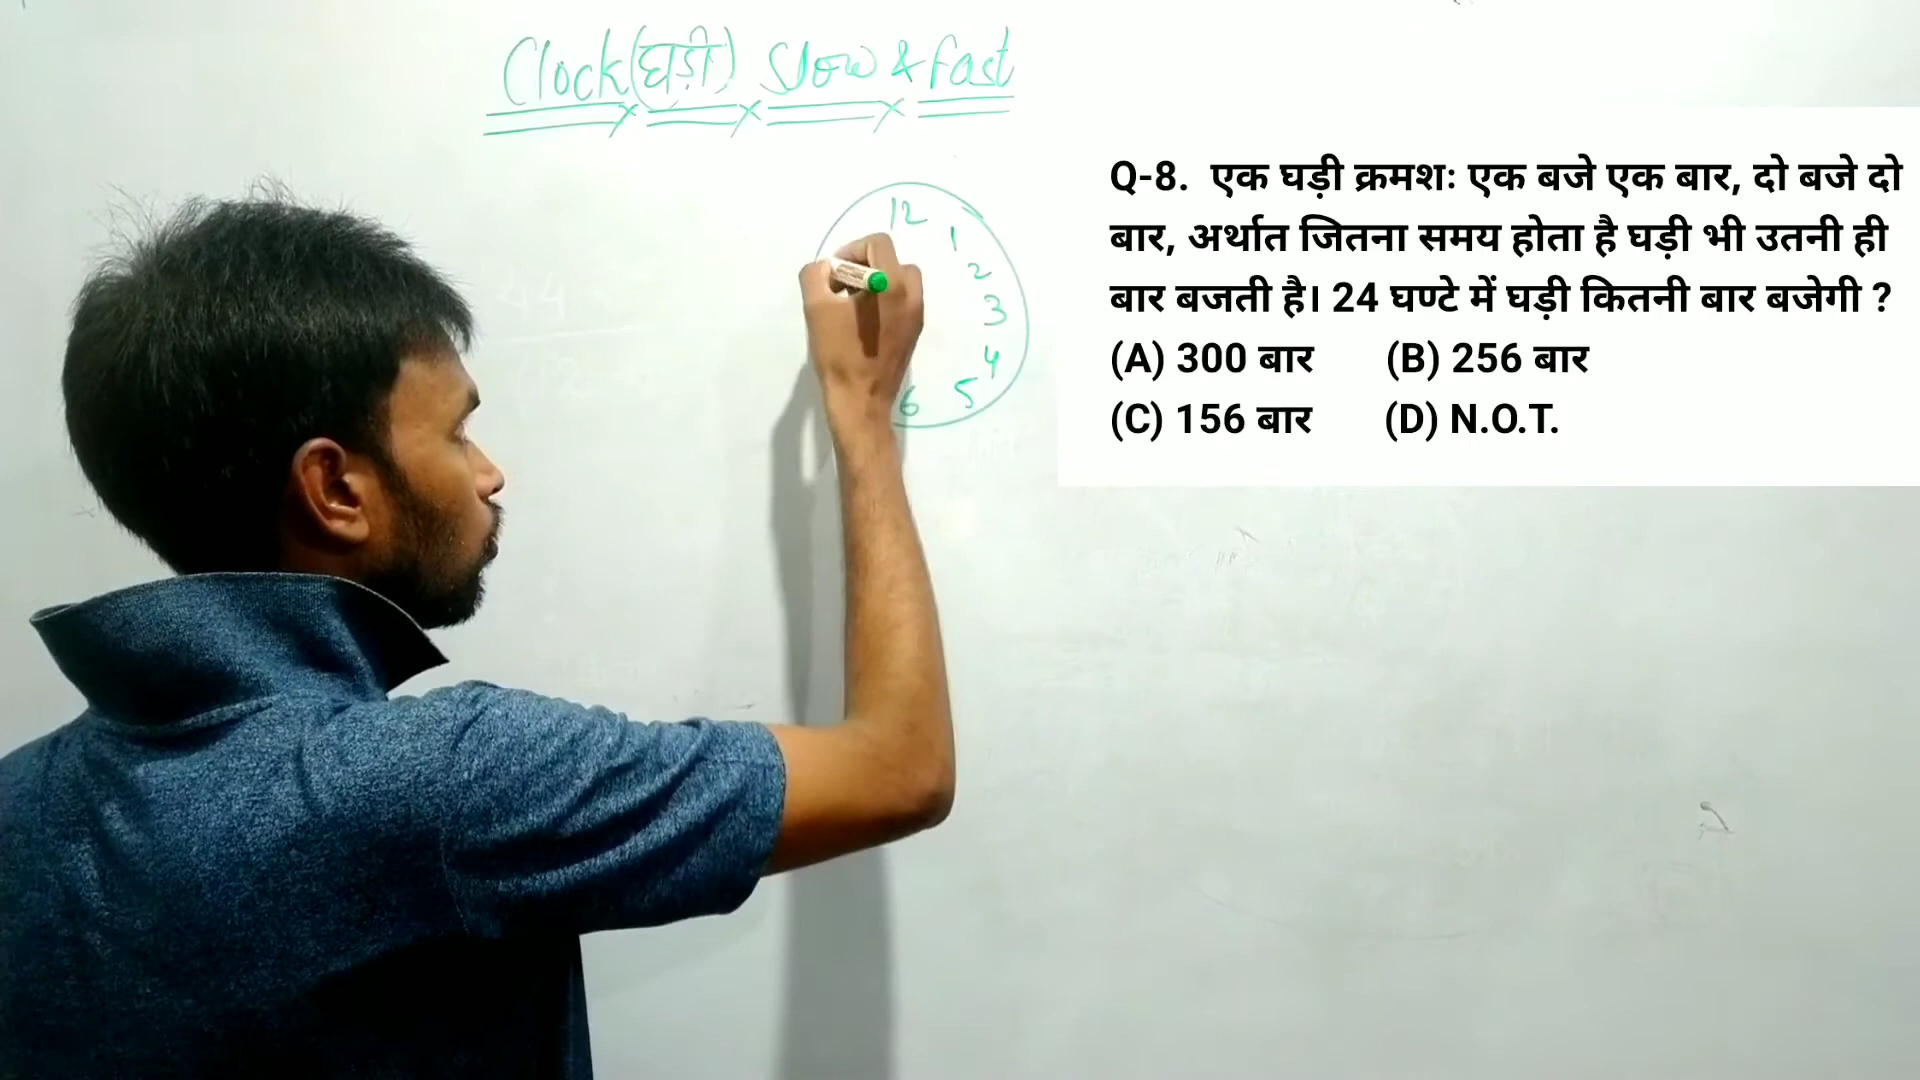 Clock(घड़ी) Slow & Fast
12
1
2
3
4
5
6
Q-8. एक घड़ी क्रमशः एक बजे एक बार, दो बजे दो
बार, अर्थात जितना समय होता है घड़ी भी उतनी ही
बार बजती है। 24 घण्टे में घड़ी कितनी बार बजेगी ?
(A) 300 बार (B) 256 बार
(C) 156 बार (D) N.O.T.